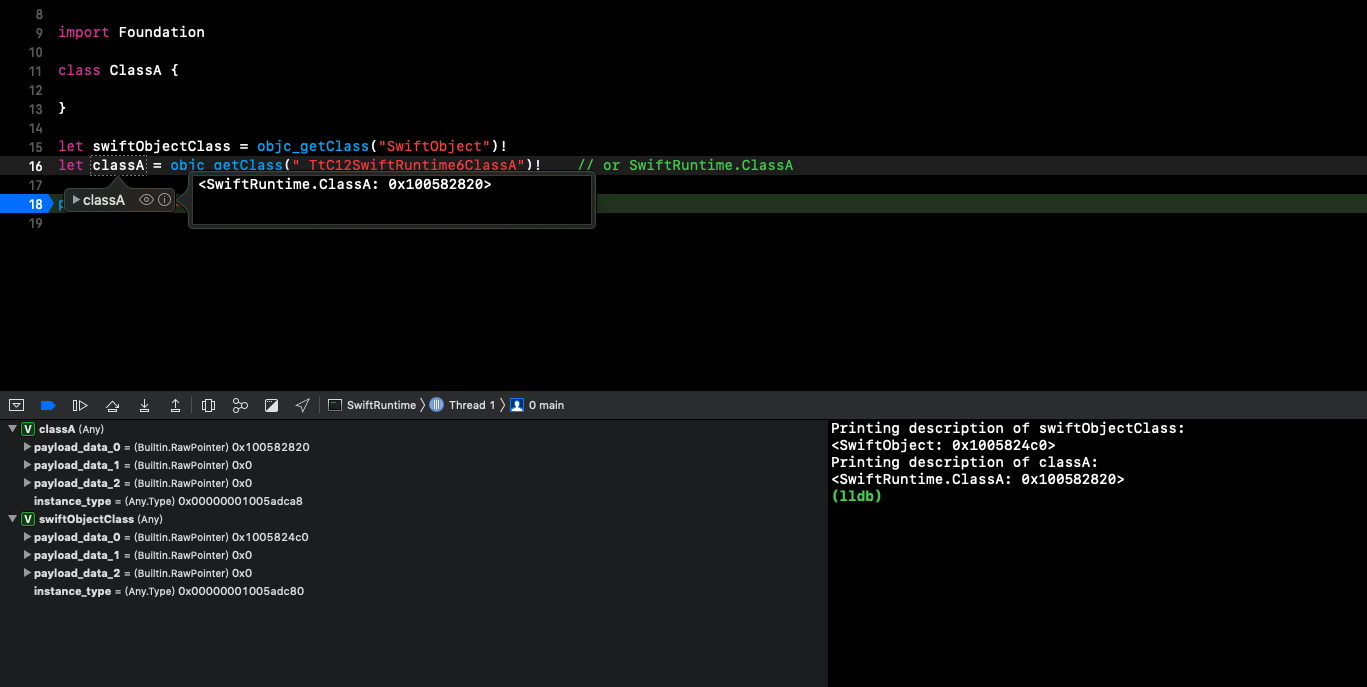 8
9 import Foundation
10
11 class ClassA {
12
13 }
14
15 let swiftObjectClass = objc_getClass("SwiftObject")!
16 let classA = objc_getClass("_TtC12SwiftRuntime6ClassA")! // or SwiftRuntime.ClassA
17
<SwiftRuntime.ClassA: 0x100582820>
classA
18 p
19
SwiftRuntime Thread 1 0 main
V classA (Any)
payload_data_0 = (Builtin.RawPointer) 0x100582820
payload_data_1 = (Builtin.RawPointer) 0x0
payload_data_2 = (Builtin.RawPointer) 0x0
instance_type = (Any.Type) 0x00000001005adca8
V swiftObjectClass (Any)
payload_data_0 = (Builtin.RawPointer) 0x1005824c0
payload_data_1 = (Builtin.RawPointer) 0x0
payload_data_2 = (Builtin.RawPointer) 0x0
instance_type = (Any.Type) 0x00000001005adc80
Printing description of swiftObjectClass:
<SwiftObject: 0x1005824c0>
Printing description of classA:
<SwiftRuntime.ClassA: 0x100582820>
(lldb)